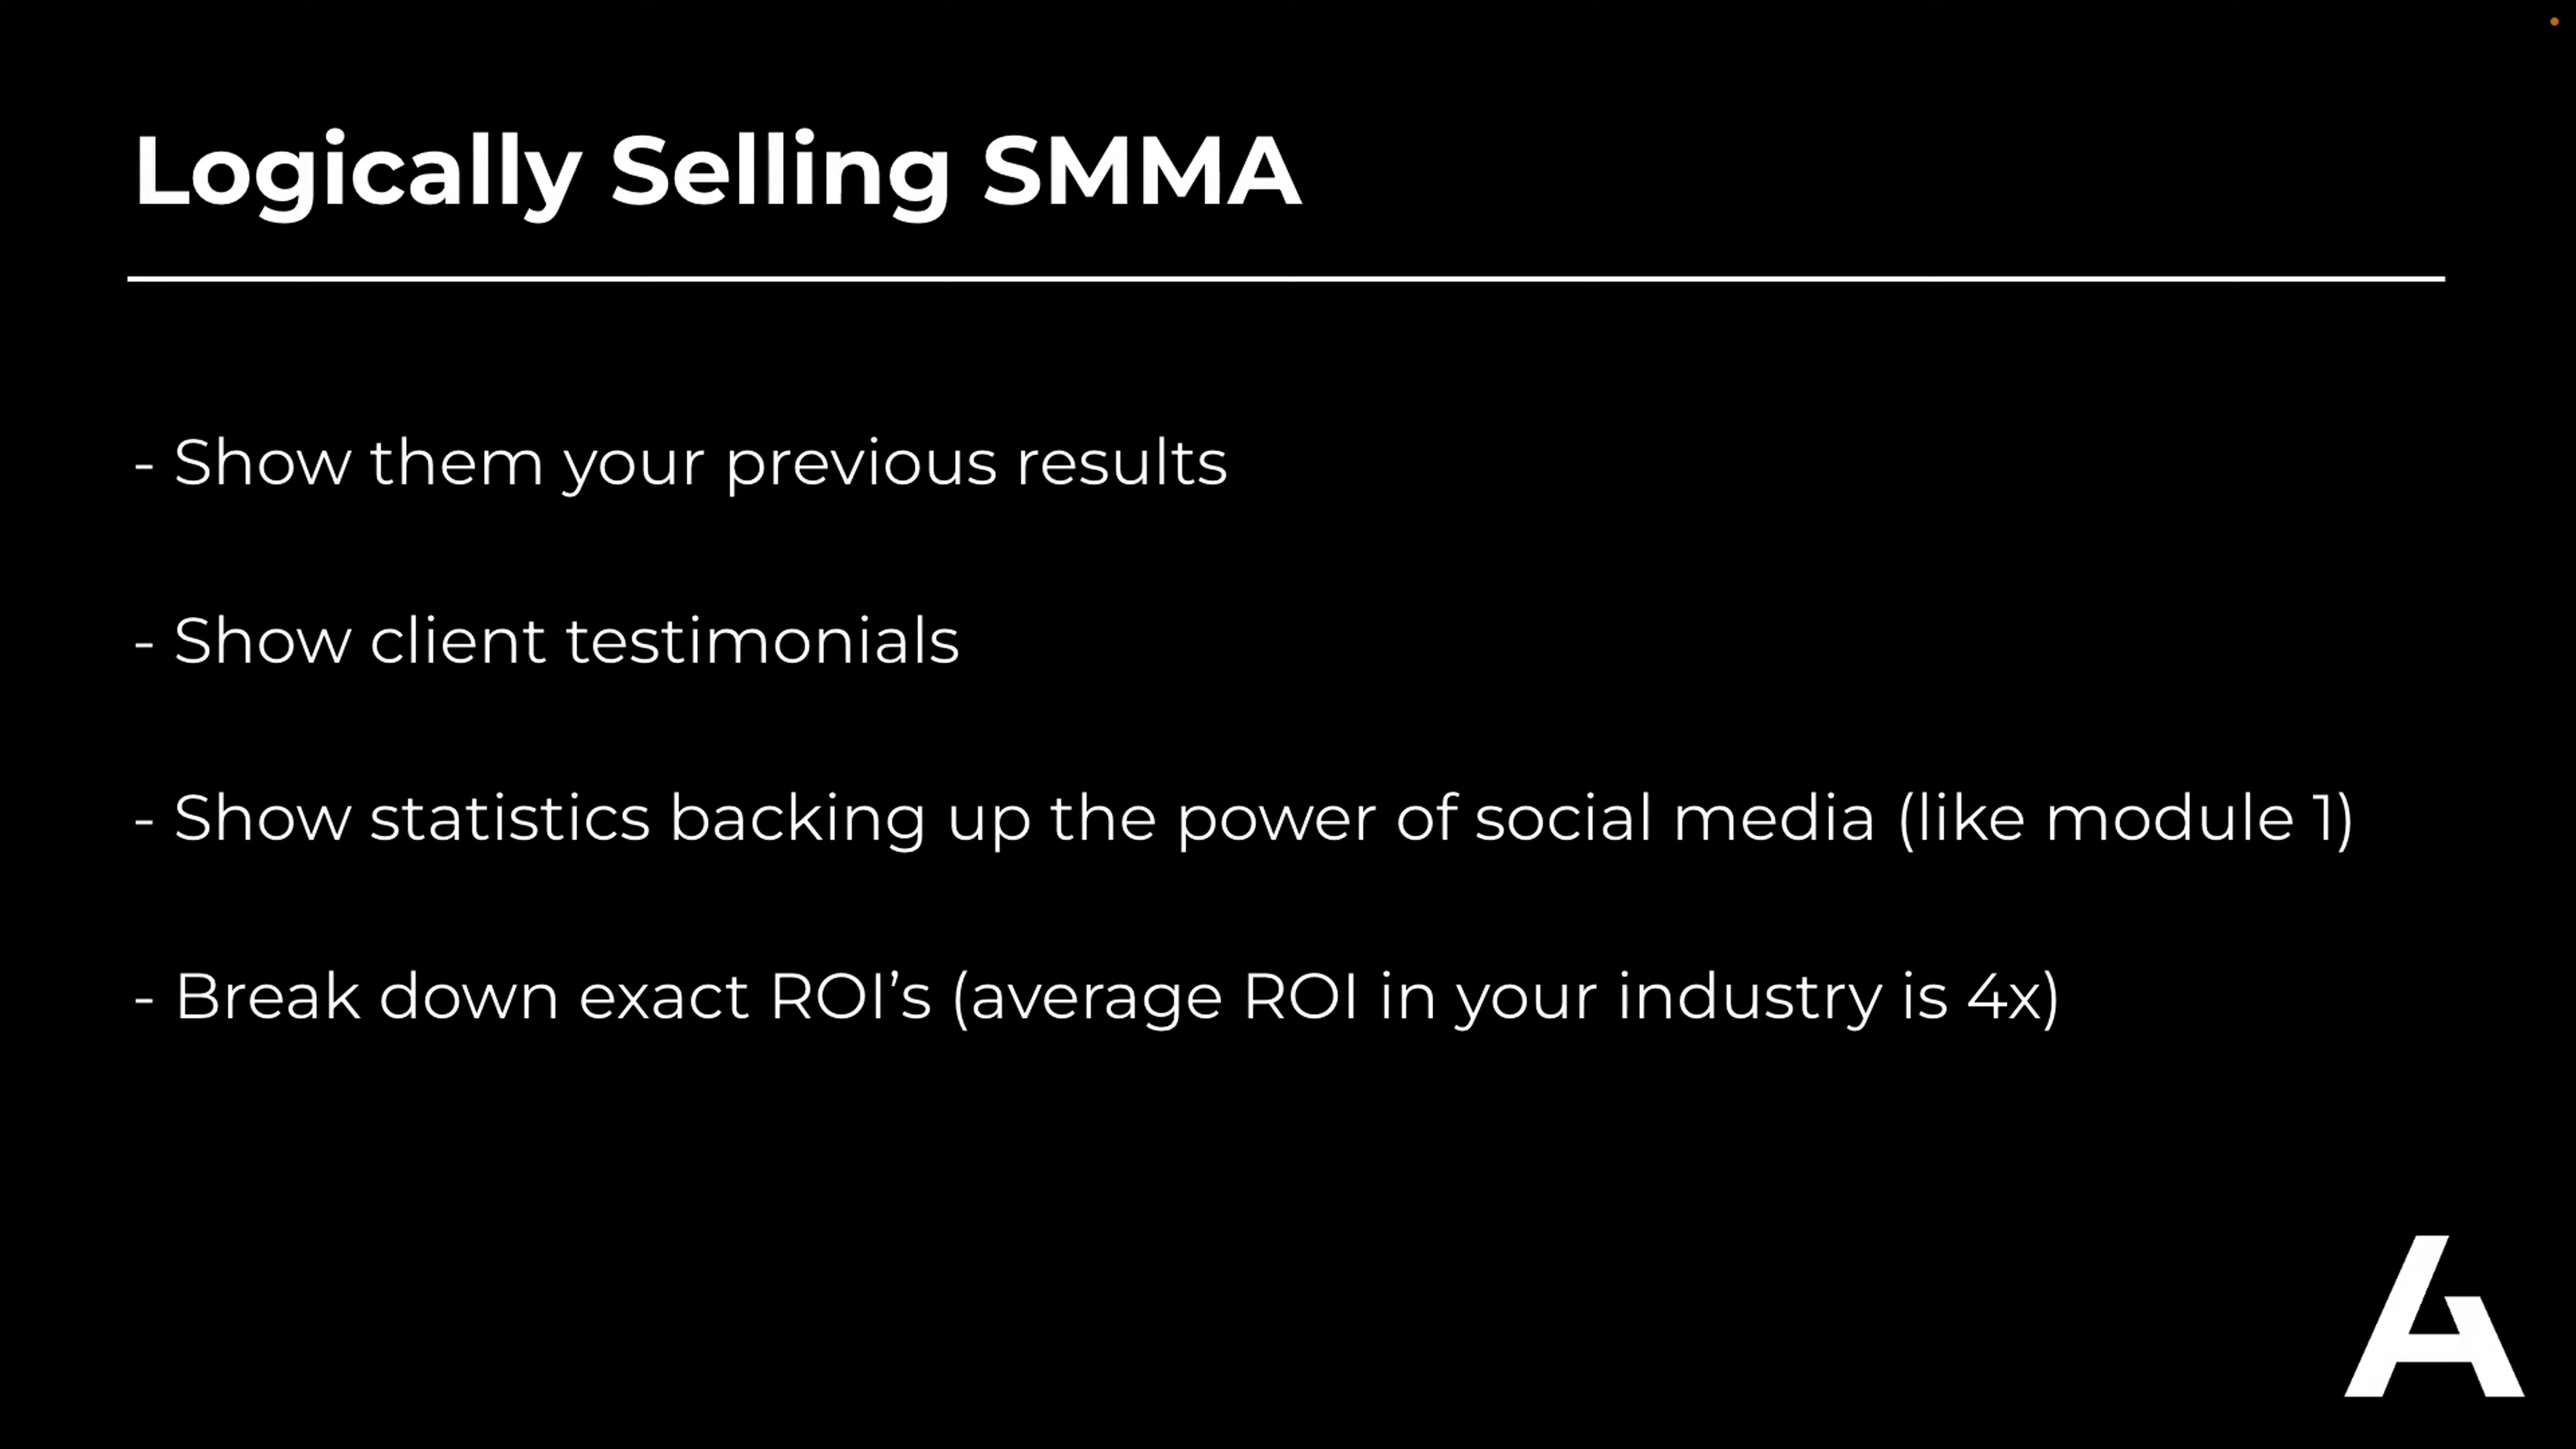 Logically Selling SMMA
- Show them your previous results
- Show client testimonials
- Show statistics backing up the power of social media (like module 1)
- Break down exact ROI’s (average ROI in your industry is 4x)